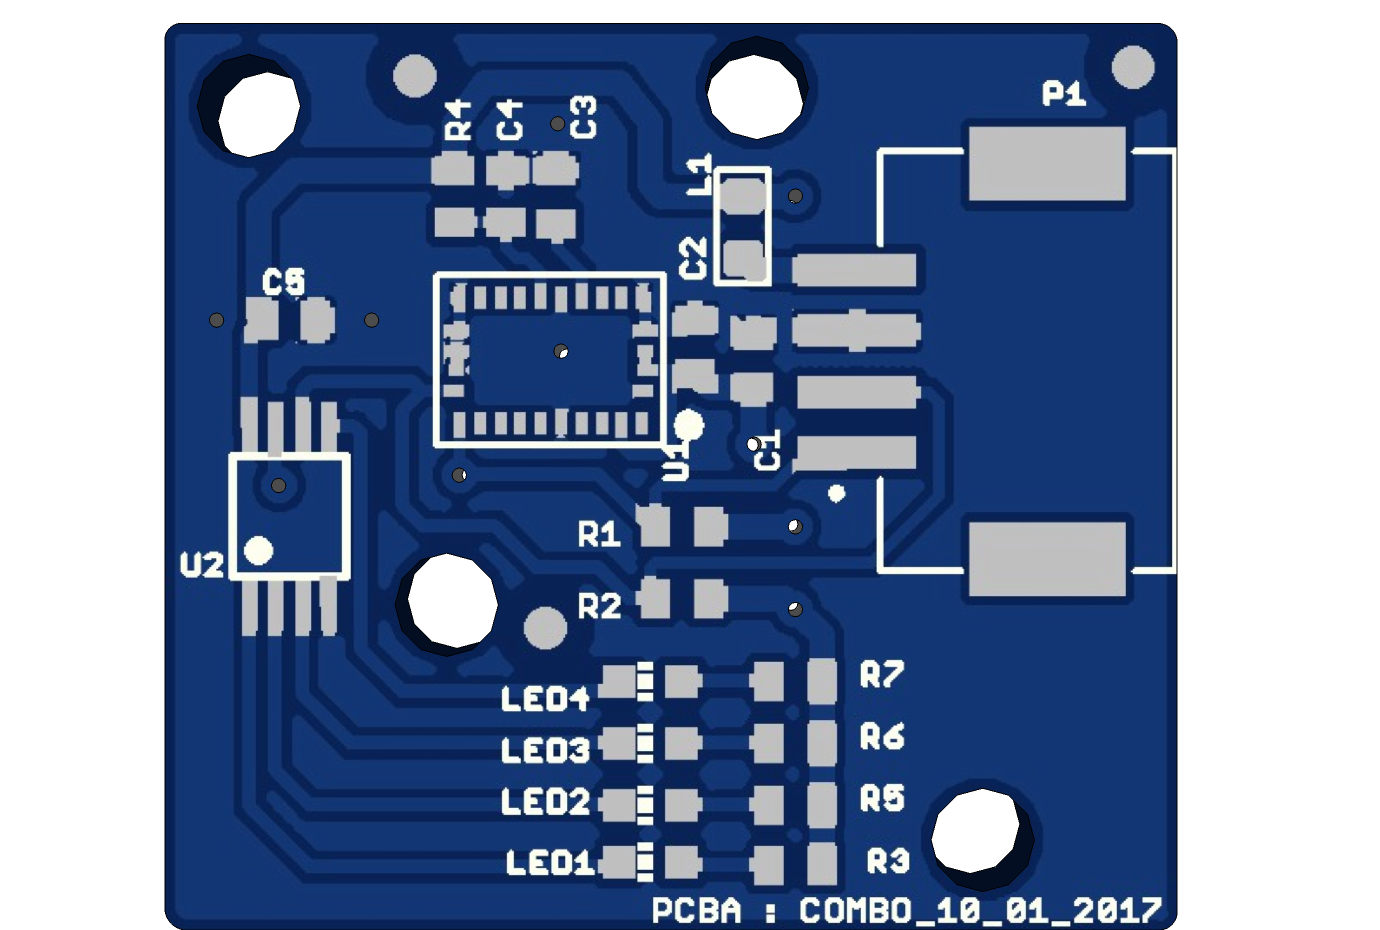 P1
R4 C4 C3
L1
C2
C5
U1
C1
R1
U2
R2
R7
LED4
R6
LED3
R5
LED2
R3
LED1
PCBA : COMBO_10_01_2017